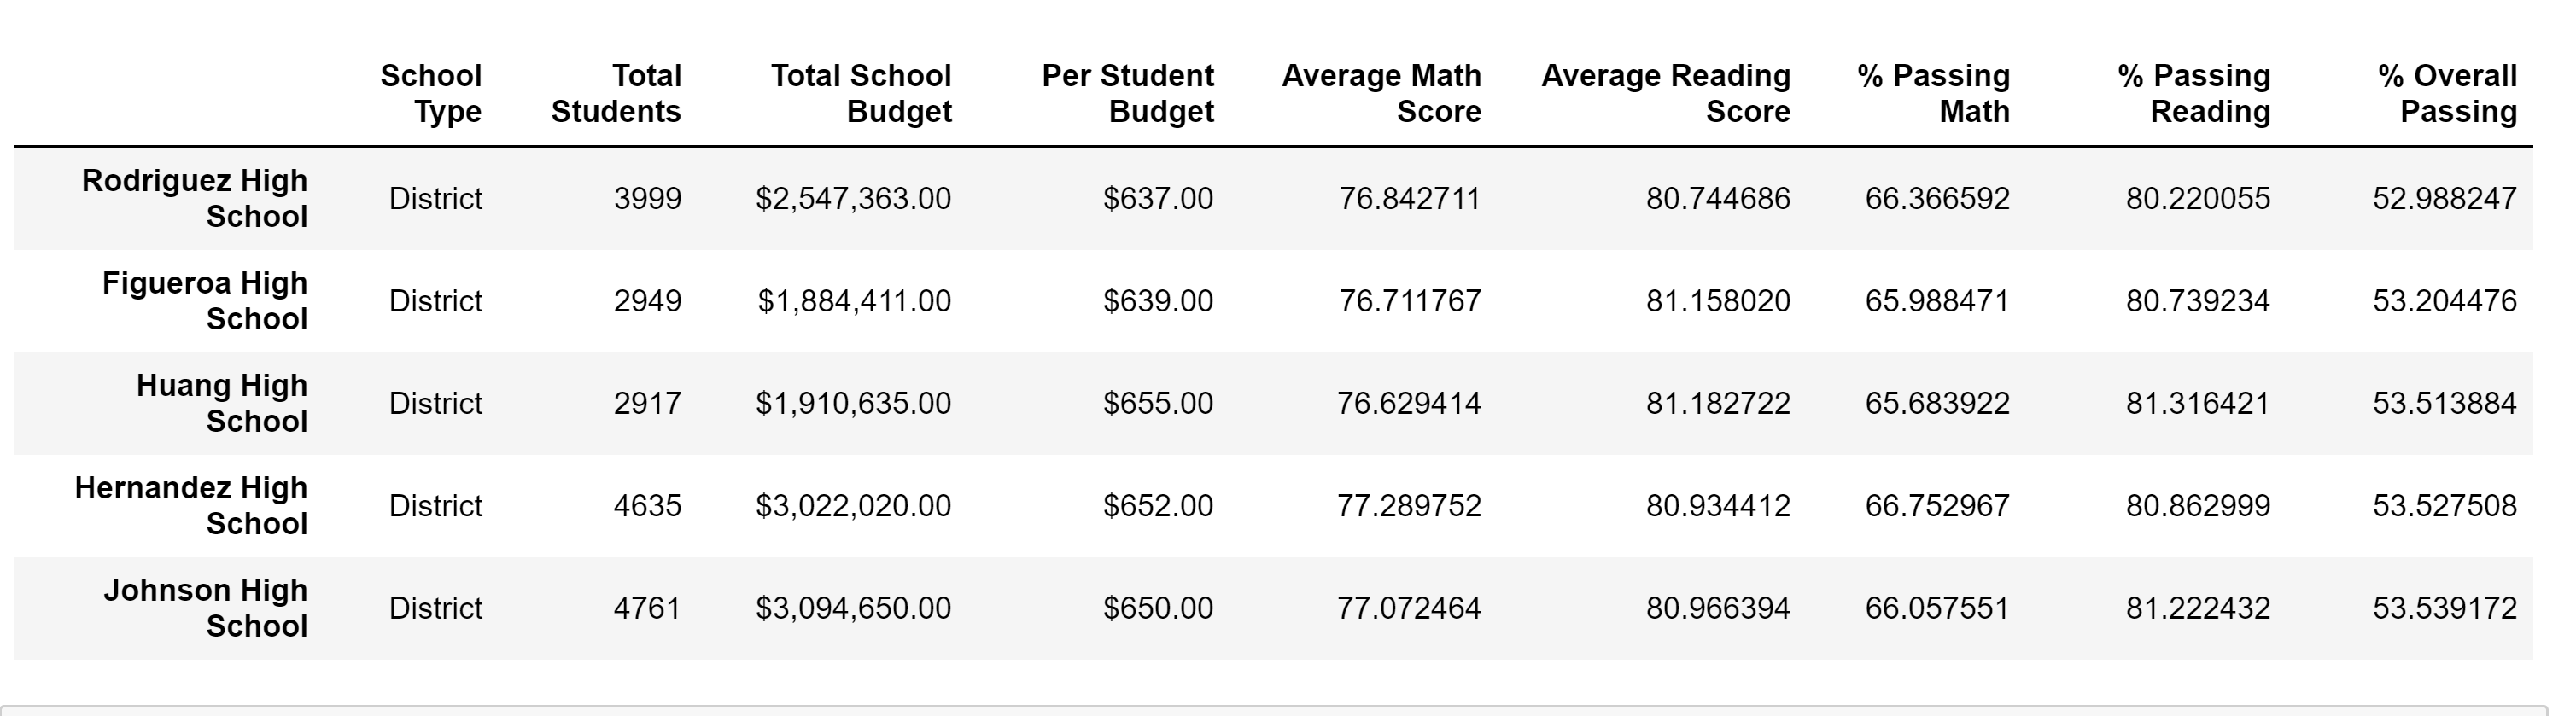 School Type Total Students Total School Budget Per Student Budget Average Math Score Average Reading Score % Passing Math % Passing Reading % Overall Passing
Rodriguez High School District 3999 $2,547,363.00 $637.00 76.842711 80.744686 66.366592 80.220055 52.988247
Figueroa High School District 2949 $1,884,411.00 $639.00 76.711767 81.158020 65.988471 80.739234 53.204476
Huang High School District 2917 $1,910,635.00 $655.00 76.629414 81.182722 65.683922 81.316421 53.513884
Hernandez High School District 4635 $3,022,020.00 $652.00 77.289752 80.934412 66.752967 80.862999 53.527508
Johnson High School District 4761 $3,094,650.00 $650.00 77.072464 80.966394 66.057551 81.222432 53.539172